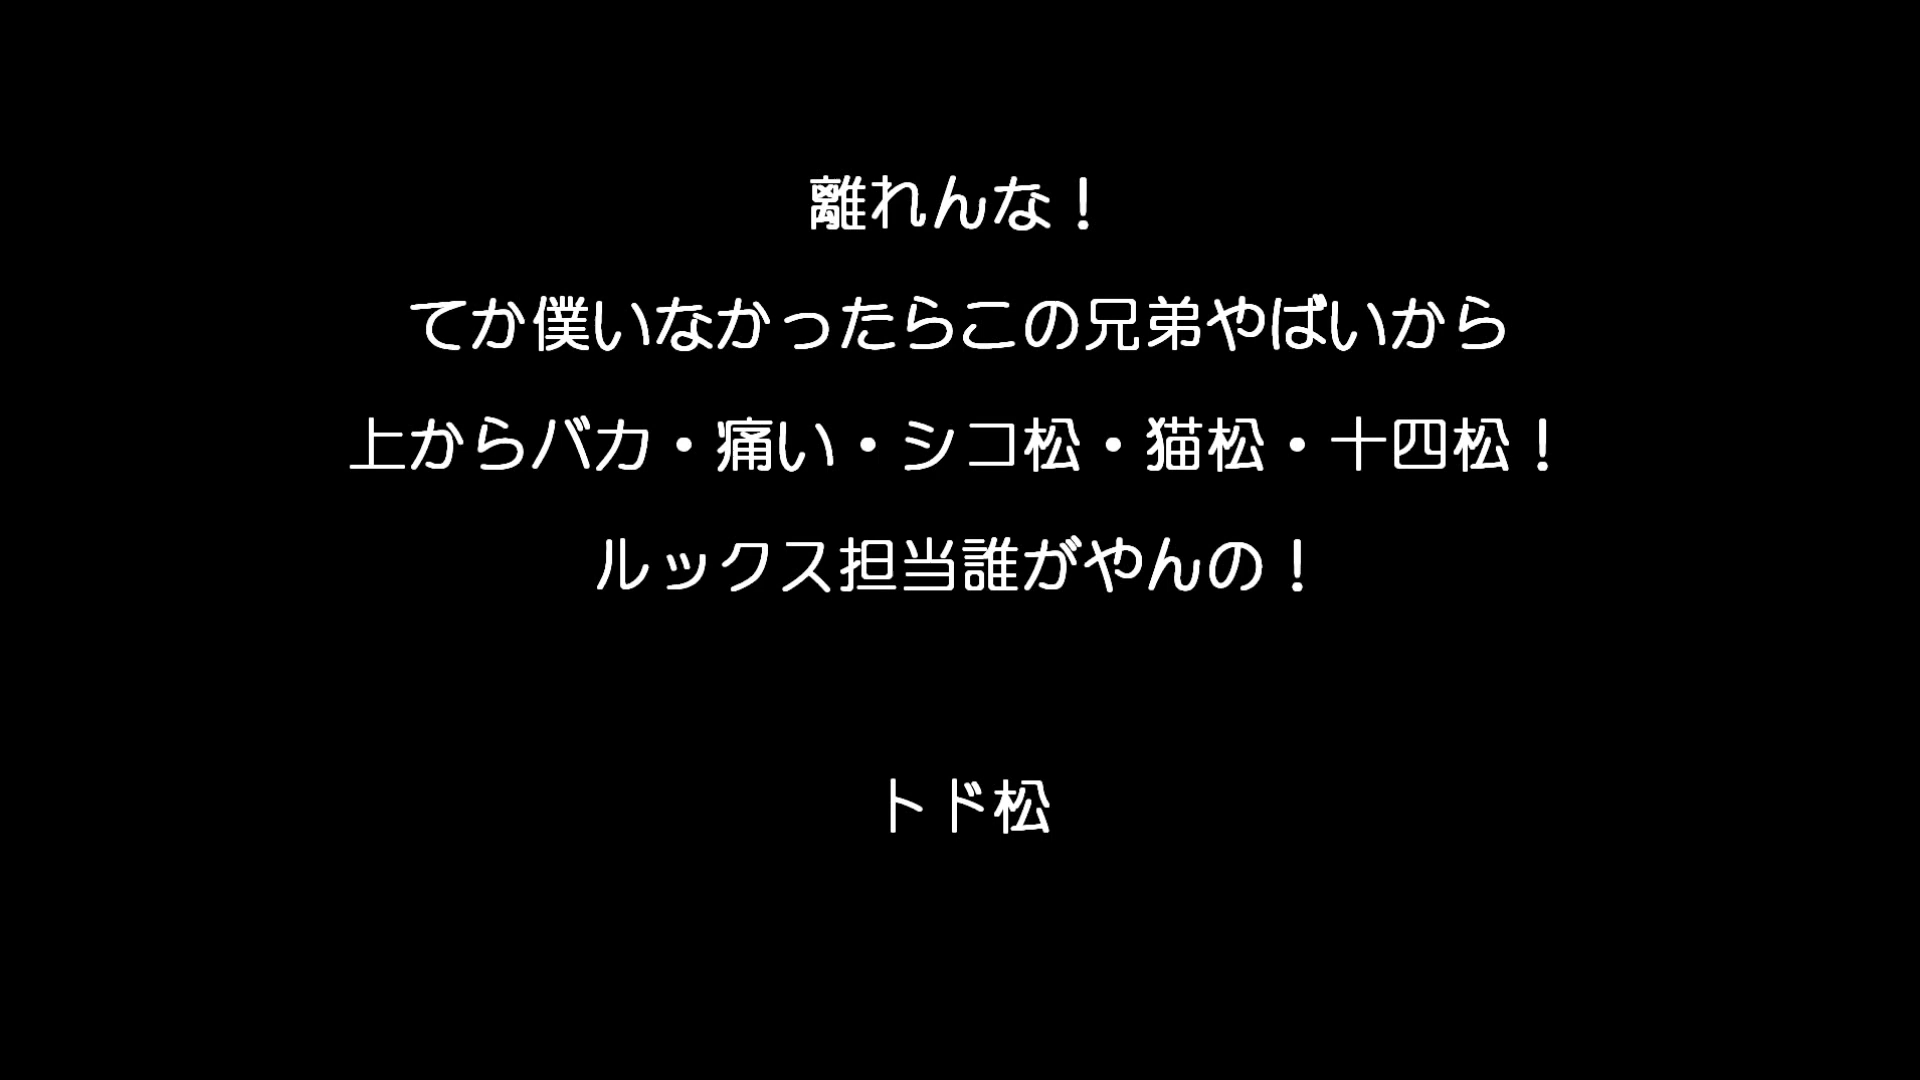 離れんな！
てか僕いなかったらこの兄弟やばいから
上からバカ・痛い・シコ松・猫松・十四松！
ルックス担当誰がやんの！
トド松